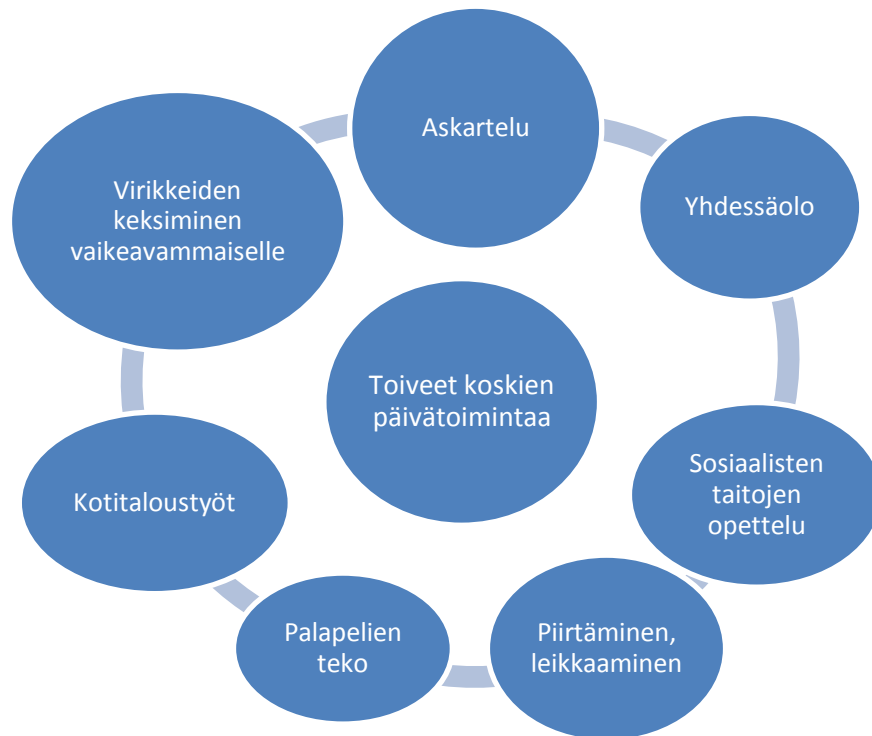 Askartelu
Yhdessäolo
Sosiaalisten
taitojen
opettelu
Piirtäminen,
leikkaaminen
Palapelien
teko
Kotitaloustyöt
Virikkeiden
keksiminen
vaikeavammaiselle
Toiveet koskien
päivätoimintaa